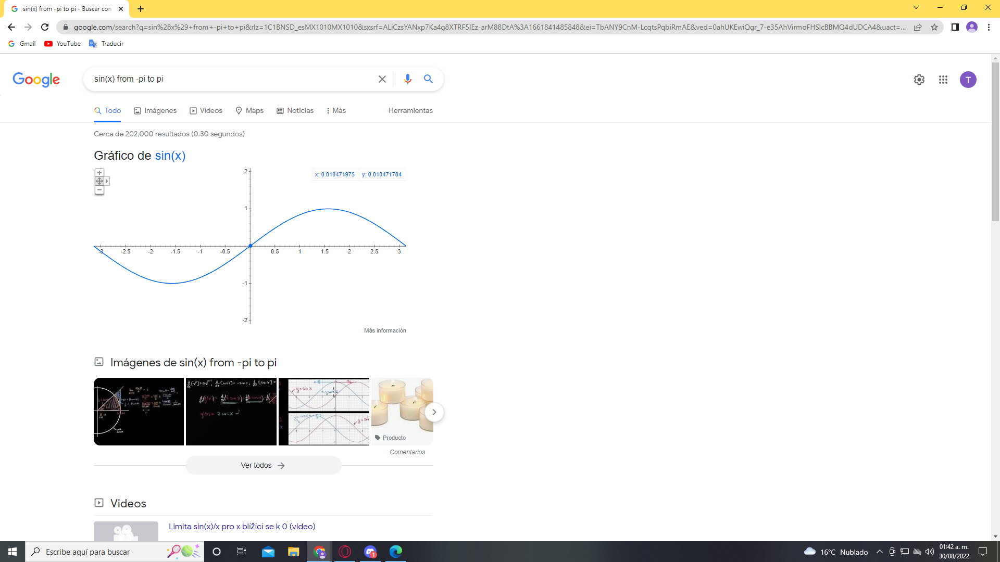 sin(x) from -pi to pi - Buscar con
google.com/search?q=sin%28x%29+from+-pi+to+pi&rlz=1C1BNSD_esMX1010MX1010&sxsrf=ALiCzsYANxp7Ka4g8XTRF5IEz-arM88DtA%3A1661841485848&ei=TbANY9CnM-LcqtsPqbiRmAE&ved=0ahUKEwiQgr_7-e35AhVirmoFHSlcBBMQ4dUDCA4&uact=...
Gmail YouTube Traducir
Google
sin(x) from -pi to pi
T
Todo Imágenes Vídeos Maps Noticias Más Herramientas
Cerca de 202,000 resultados (0.30 segundos)
Gráfico de sin(x)
x: 0.010471975 y: 0.010471784
2
1
-3 -2.5 -2 -1.5 -1 -0.5 0.5 1 1.5 2 2.5 3
-1
-2
Más información
Imágenes de sin(x) from -pi to pi
Producto
Comentarios
Ver todos
Videos
Limita sin(x)/x pro x blížící se k 0 (video)
Escribe aquí para buscar
1
16°C Nublado
01:42 a. m.
30/08/2022